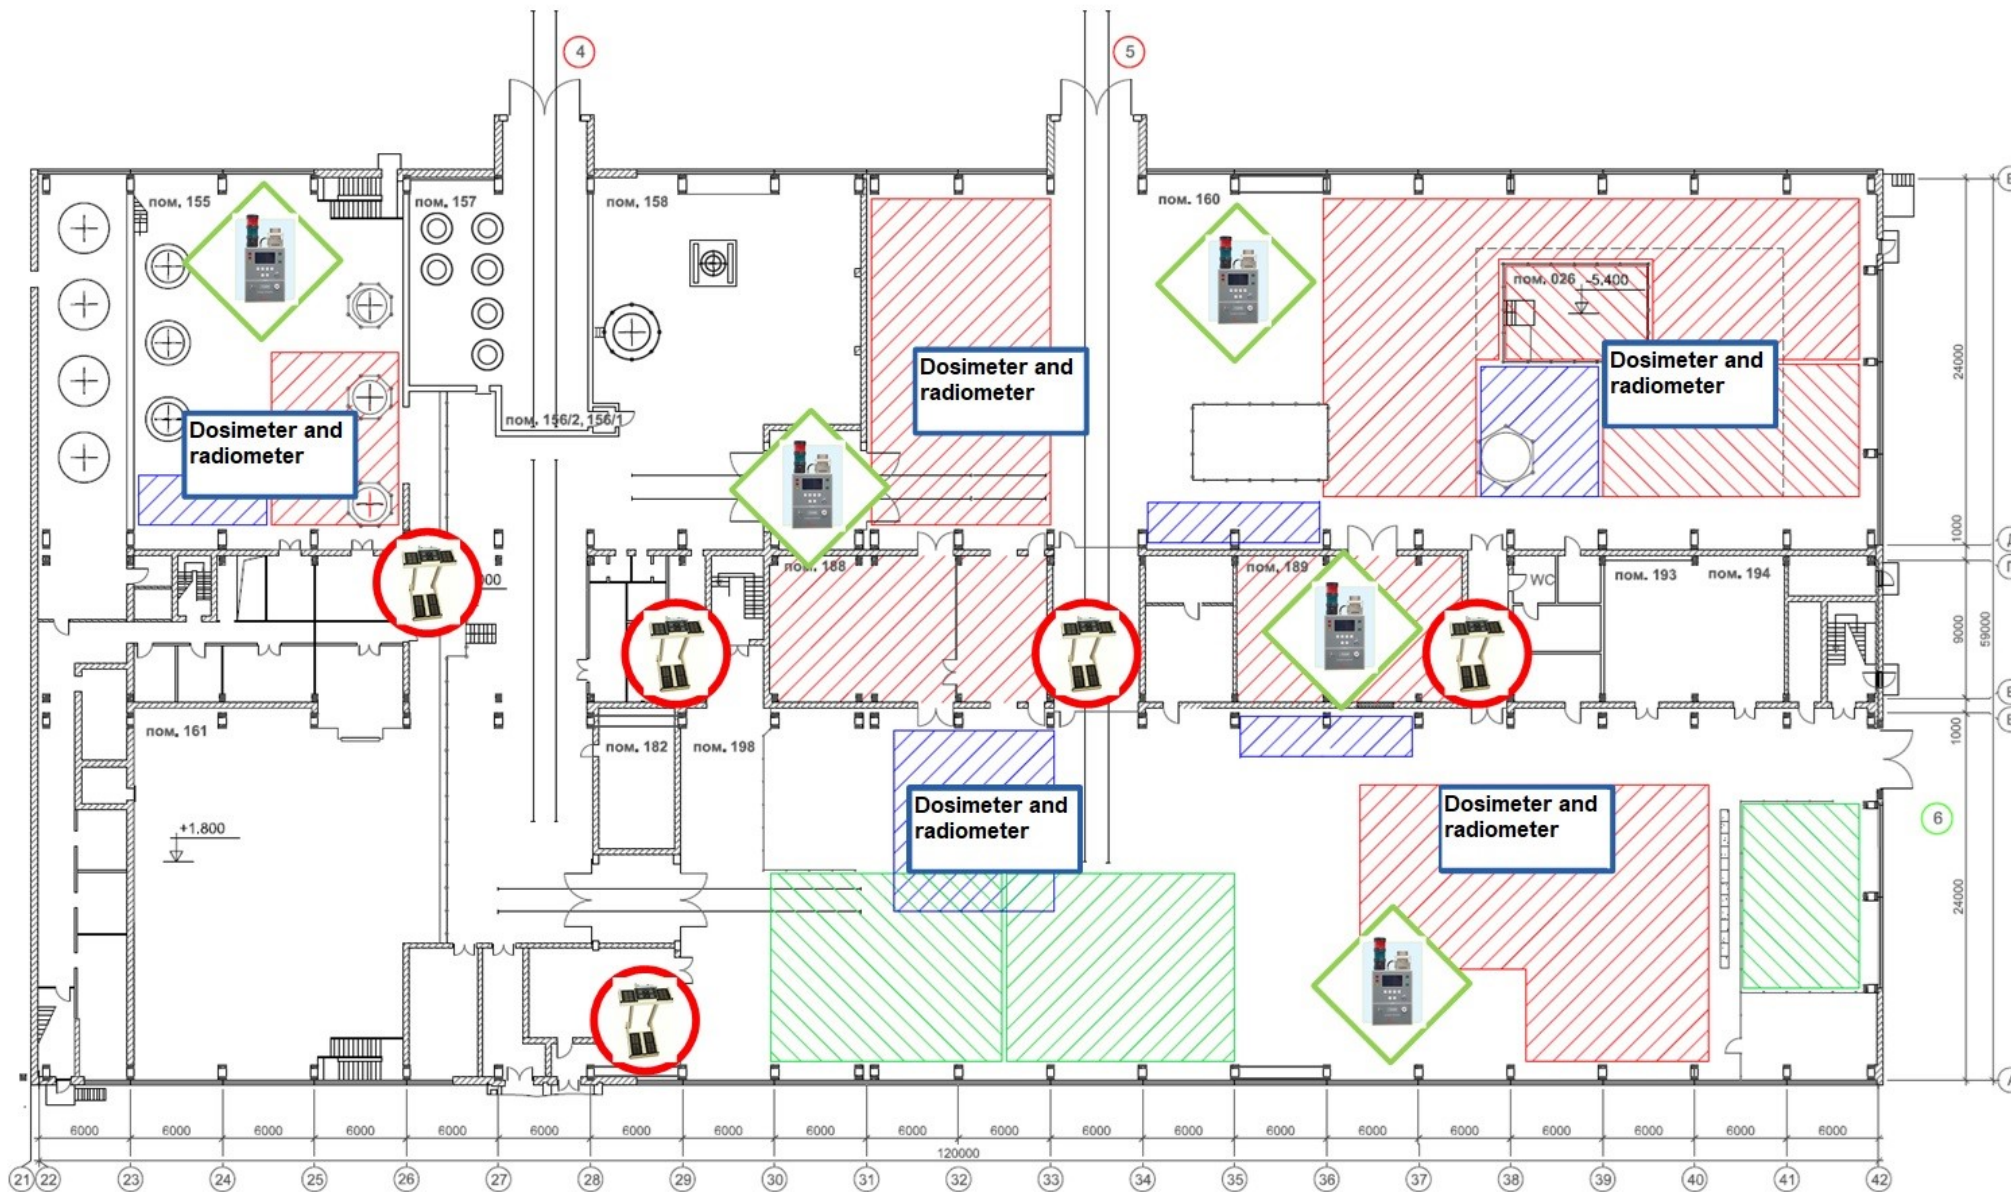 4
5
пом. 155
пом. 157
пом. 158
пом. 160
пом. 026
-5.400
Dosimeter and
radiometer
Dosimeter and
radiometer
Dosimeter and
radiometer
пом. 156/2, 156/1
24000
1000
000
пом. 188
пом. 189
WC
пом. 193
пом. 194
9000
59000
пом. 161
пом. 182
пом. 198
1000
+1.800
Dosimeter and
radiometer
Dosimeter and
radiometer
6
24000
6000 6000 6000 6000 6000 6000 6000 6000 6000 6000 6000 6000 6000 6000 6000 6000 6000 6000 6000 6000
120000
21 22 23 24 25 26 27 28 29 30 31 32 33 34 35 36 37 38 39 40 41 42